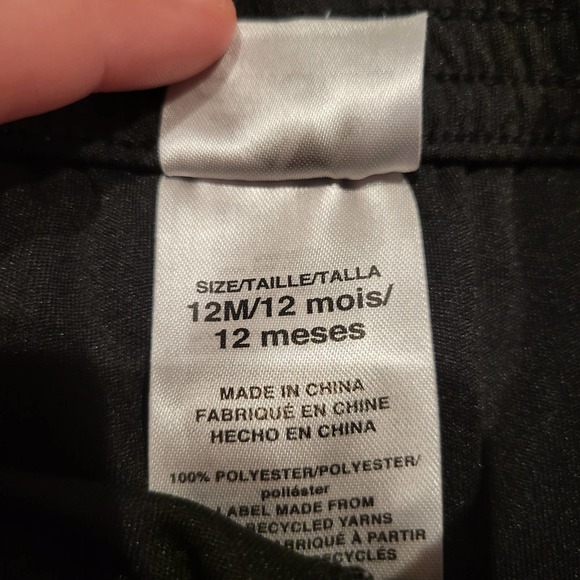 SIZE/TAILLE/TALLA
12M/12 mois/
12 meses
MADE IN CHINA
FABRIQUÉ EN CHINE
HECHO EN CHINA
100% POLYESTER/POLYESTER/
poliéster
LABEL MADE FROM
RECYCLED YARNS
FABRIQUÉ À PARTIR
RECYCLÉS